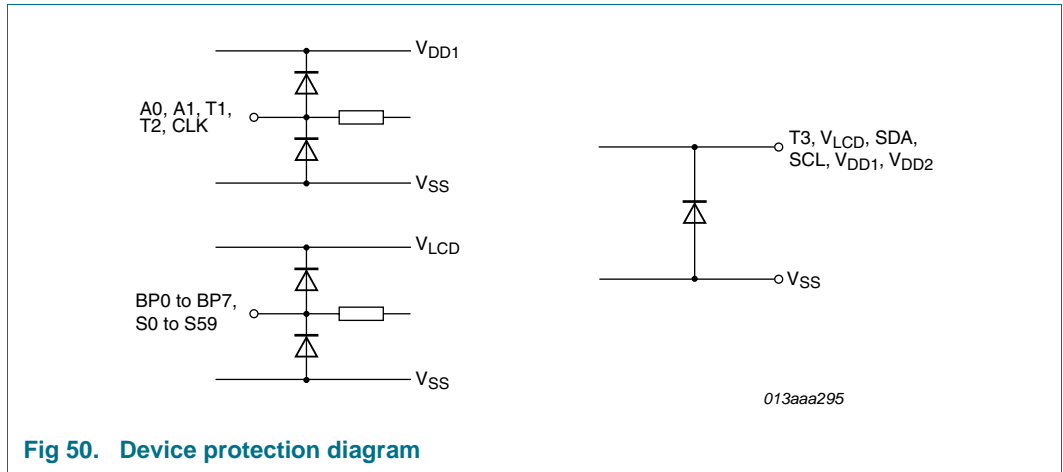 VDD1
A0, A1, T1,
T2, CLK
VSS
VLCD
BP0 to BP7,
S0 to S59
VSS
T3, VLCD, SDA,
SCL, VDD1, VDD2
VSS
013aaa295
Fig 50. Device protection diagram